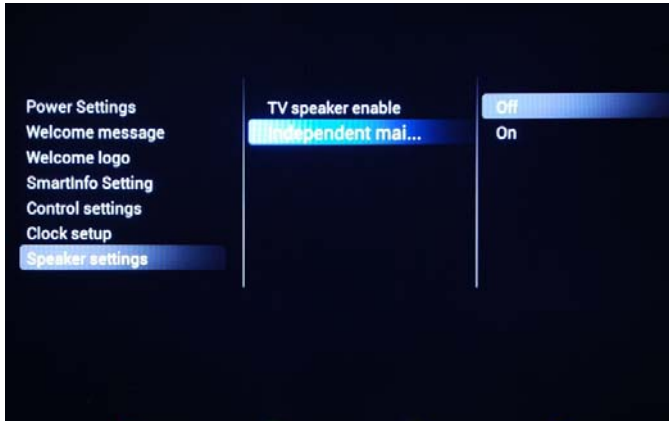 Power Settings
Welcome message
Welcome logo
SmartInfo Setting
Control settings
Clock setup
Speaker settings
TV speaker enable
Independent mai...
Off
On